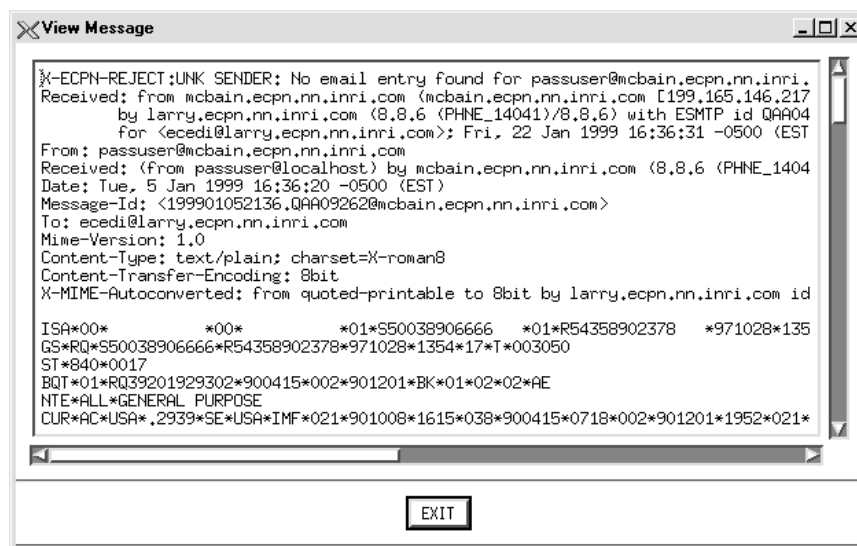 View Message
X-ECPN-REJECT:UNK SENDER: No email entry found for passuser@mcbain.ecpn.nn.inri.
Received: from mcbain.ecpn.nn.inri.com (mcbain.ecpn.nn.inri.com [199.165.146.217
by larry.ecpn.nn.inri.com (8.8.6 (PHNE_14041)/8.8.6) with ESMTP id QAA04
for <ecedi@larry.ecpn.nn.inri.com>; Fri, 22 Jan 1999 16:36:31 -0500 (EST
From: passuser@mcbain.ecpn.nn.inri.com
Received: (from passuser@localhost) by mcbain.ecpn.nn.inri.com (8.8.6 (PHNE_1404
Date: Tue, 5 Jan 1999 16:36:20 -0500 (EST)
Message-Id: <199901052136.QAA09262@mcbain.ecpn.nn.inri.com>
To: ecedi@larry.ecpn.nn.inri.com
Mime-Version: 1.0
Content-Type: text/plain; charset=X-roman8
Content-Transfer-Encoding: 8bit
X-MIME-Autoconverted: from quoted-printable to 8bit by larry.ecpn.nn.inri.com id
ISA*00*          *00*          *01*S50038906666   *01*R54358902378   *971028*135
GS*RQ*S50038906666*R54358902378*971028*1354*17*T*003050
ST*840*0017
BQT*01*RQ39201929302*900415*002*901201*BK*01*02*02*AE
NTE*ALL*GENERAL PURPOSE
CUR*AC*USA*.2939*SE*USA*IMF*021*901008*1615*038*900415*0718*002*901201*1952*021*
EXIT